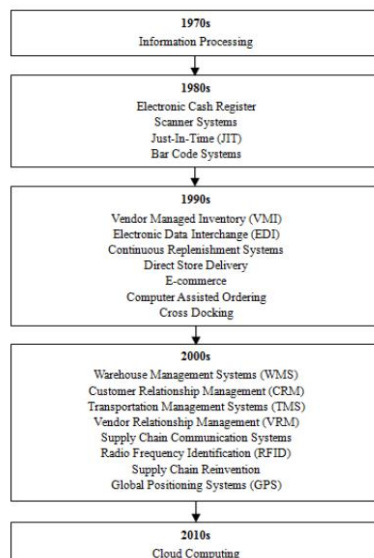 1970s
Information Processing
1980s
Electronic Cash Register
Scanner Systems
Just-In-Time (JIT)
Bar Code Systems
1990s
Vendor Managed Inventory (VMI)
Electronic Data Interchange (EDI)
Continuous Replenishment Systems
Direct Store Delivery
E-commerce
Computer Assisted Ordering
Cross Docking
2000s
Warehouse Management Systems (WMS)
Customer Relationship Management (CRM)
Transportation Management Systems (TMS)
Vendor Relationship Management (VRM)
Supply Chain Communication Systems
Radio Frequency Identification (RFID)
Supply Chain Reinvention
Global Positioning Systems (GPS)
2010s
Cloud Computing